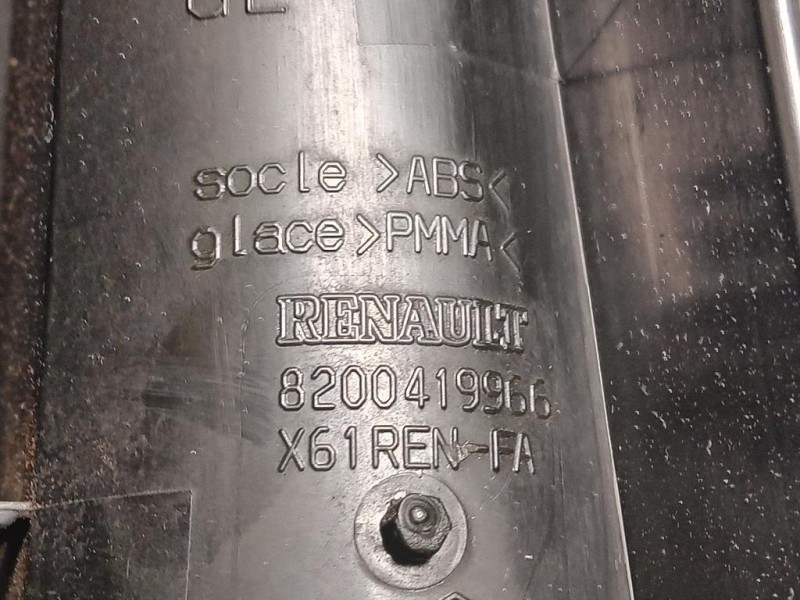 socle >ABS<
glace >PMMA<
RENAULT
8200419966
X61REN-FA